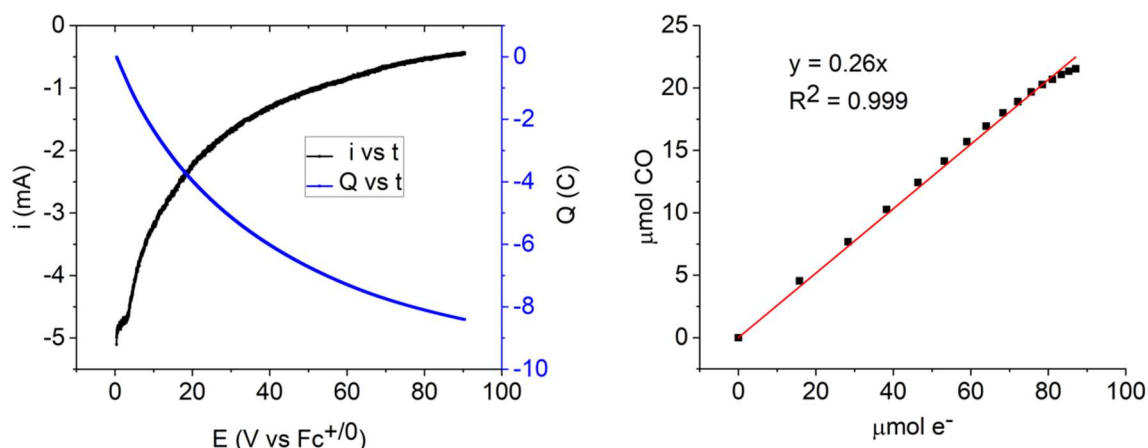 0
-1
-2
-3
-4
-5
i (mA)
0
-2
-4
-6
-8
-10
Q (C)
i vs t
Q vs t
0 20 40 60 80 100
E (V vs Fc+/0)
25
20
15
10
5
0
μmol CO
y = 0.26x
R2 = 0.999
0 20 40 60 80 100
μmol e-